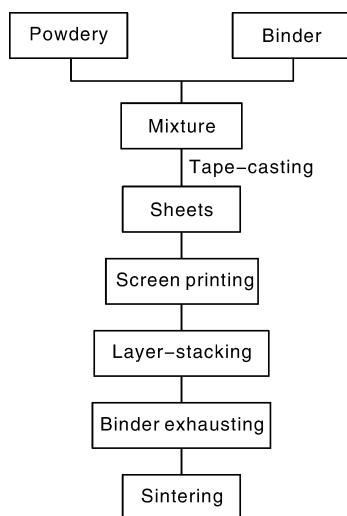 Powdery
Binder
Mixture
Tape−casting
Sheets
Screen printing
Layer−stacking
Binder exhausting
Sintering